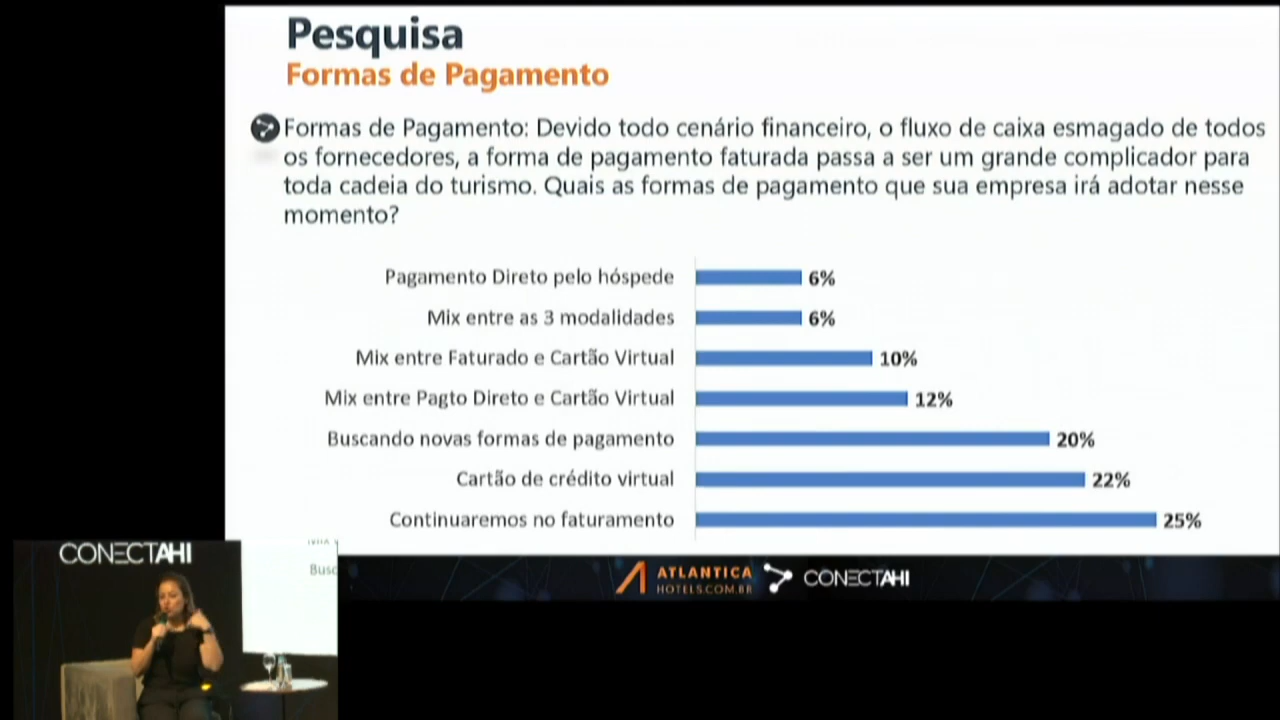 Pesquisa
Formas de Pagamento
Formas de Pagamento: Devido todo cenário financeiro, o fluxo de caixa esmagado de todos
os fornecedores, a forma de pagamento faturada passa a ser um grande complicador para
toda cadeia do turismo. Quais as formas de pagamento que sua empresa irá adotar nesse
momento?
Pagamento Direto pelo hóspede 6%
Mix entre as 3 modalidades 6%
Mix entre Faturado e Cartão Virtual 10%
Mix entre Pagto Direto e Cartão Virtual 12%
Buscando novas formas de pagamento 20%
Cartão de crédito virtual 22%
Continuaremos no faturamento 25%
CONECTAHI
Busc
ATLANTICA
HOTELS.COM.BR
CONECTAHI